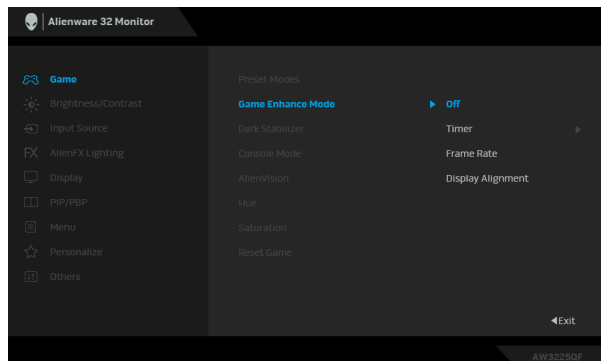 Alienware 32 Monitor
Game
Brightness/Contrast
Input Source
FX AlienFX Lighting
Display
PIP/PBP
Menu
Personalize
Others
Preset Modes
Game Enhance Mode
Dark Stabilizer
Console Mode
AlienVision
Hue
Saturation
Reset Game
Off
Timer
Frame Rate
Display Alignment
Exit
AW3225QF